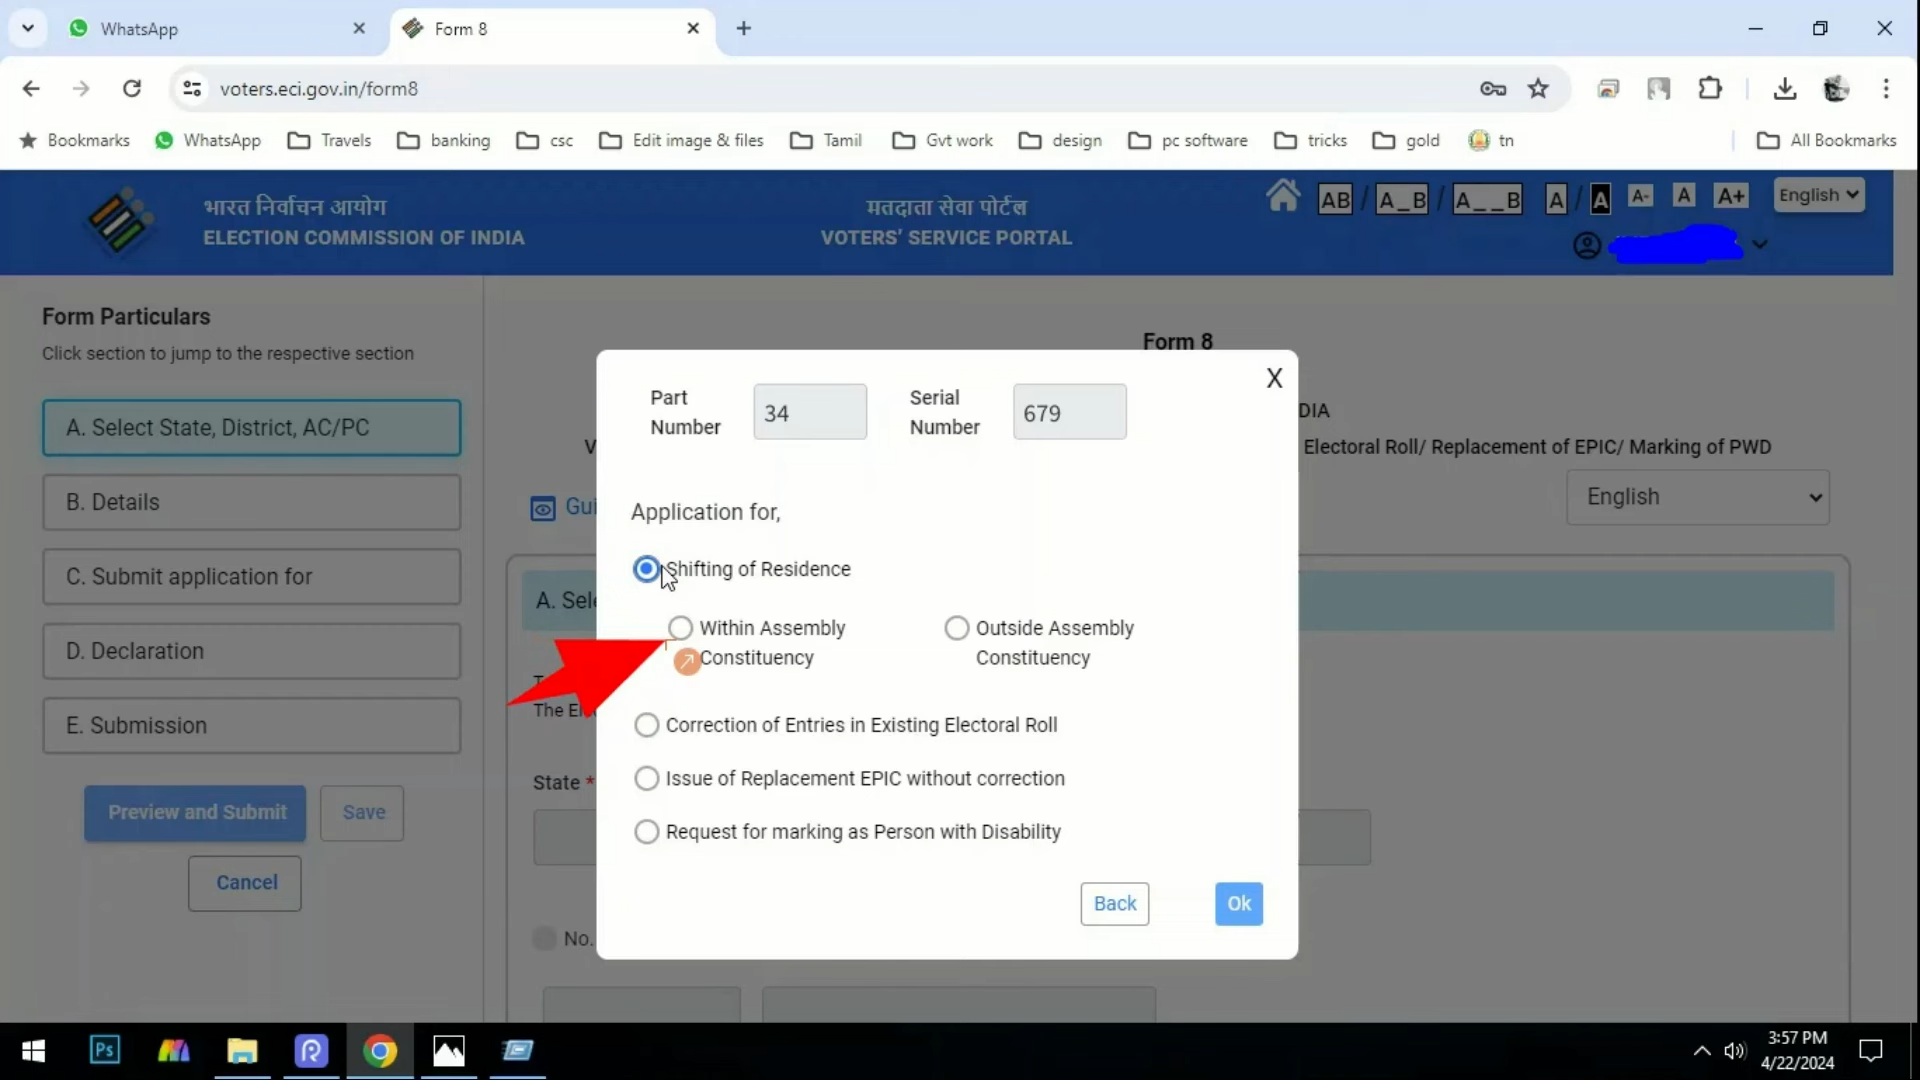 WhatsApp
Form 8
voters.eci.gov.in/form8
Bookmarks
WhatsApp
Travels
banking
csc
Edit image & files
Tamil
Gvt work
design
pc software
tricks
gold
tn
All Bookmarks
भारत निर्वाचन आयोग
ELECTION COMMISSION OF INDIA
मतदाता सेवा पोर्टल
VOTERS' SERVICE PORTAL
AB / A_B / A__B A / A A- A A+
English
Form Particulars
Click section to jump to the respective section
A. Select State, District, AC/PC
B. Details
C. Submit application for
D. Declaration
E. Submission
Preview and Submit
Save
Cancel
Form 8
DIA
V
Electoral Roll/ Replacement of EPIC/ Marking of PWD
Gui
English
A. Sele
The El
State *
No.
X
Part Number
34
Serial Number
679
Application for,
Shifting of Residence
Within Assembly Constituency
Outside Assembly Constituency
Correction of Entries in Existing Electoral Roll
Issue of Replacement EPIC without correction
Request for marking as Person with Disability
Back
Ok
Ps
3:57 PM
4/22/2024